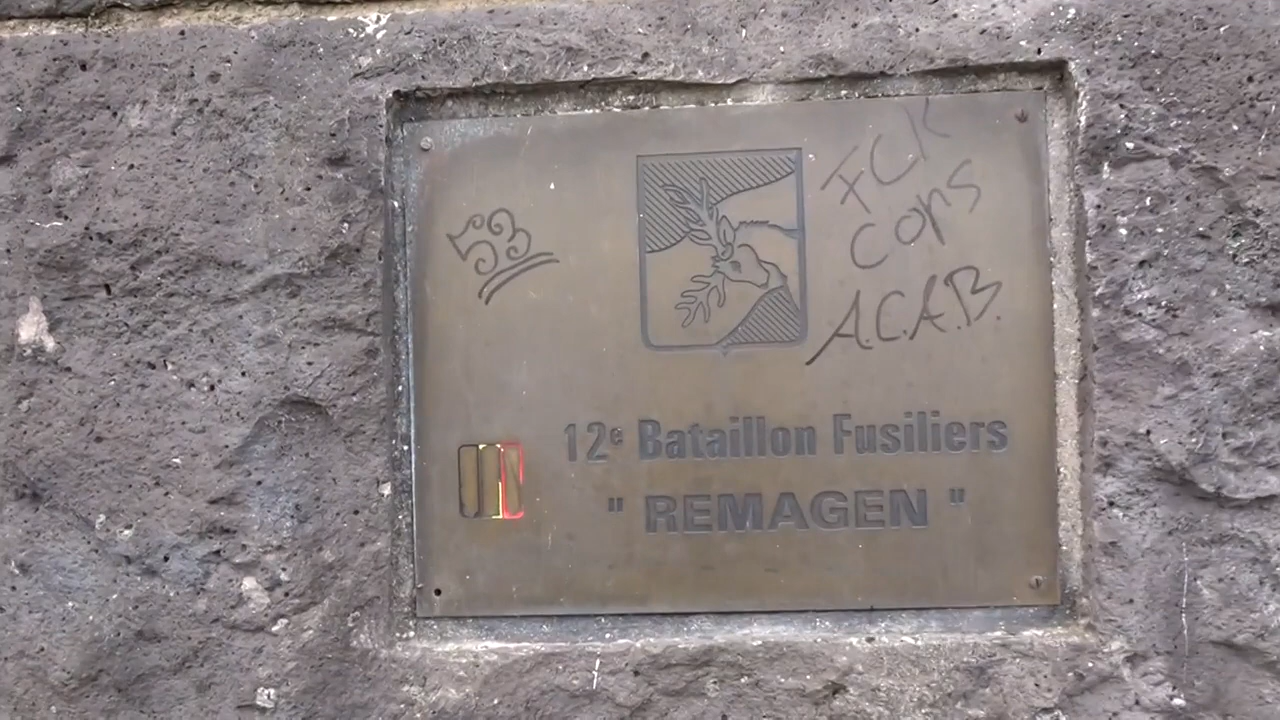 53
FCK
COPS
A.C.A.B.
12e Bataillon Fusiliers
" REMAGEN "